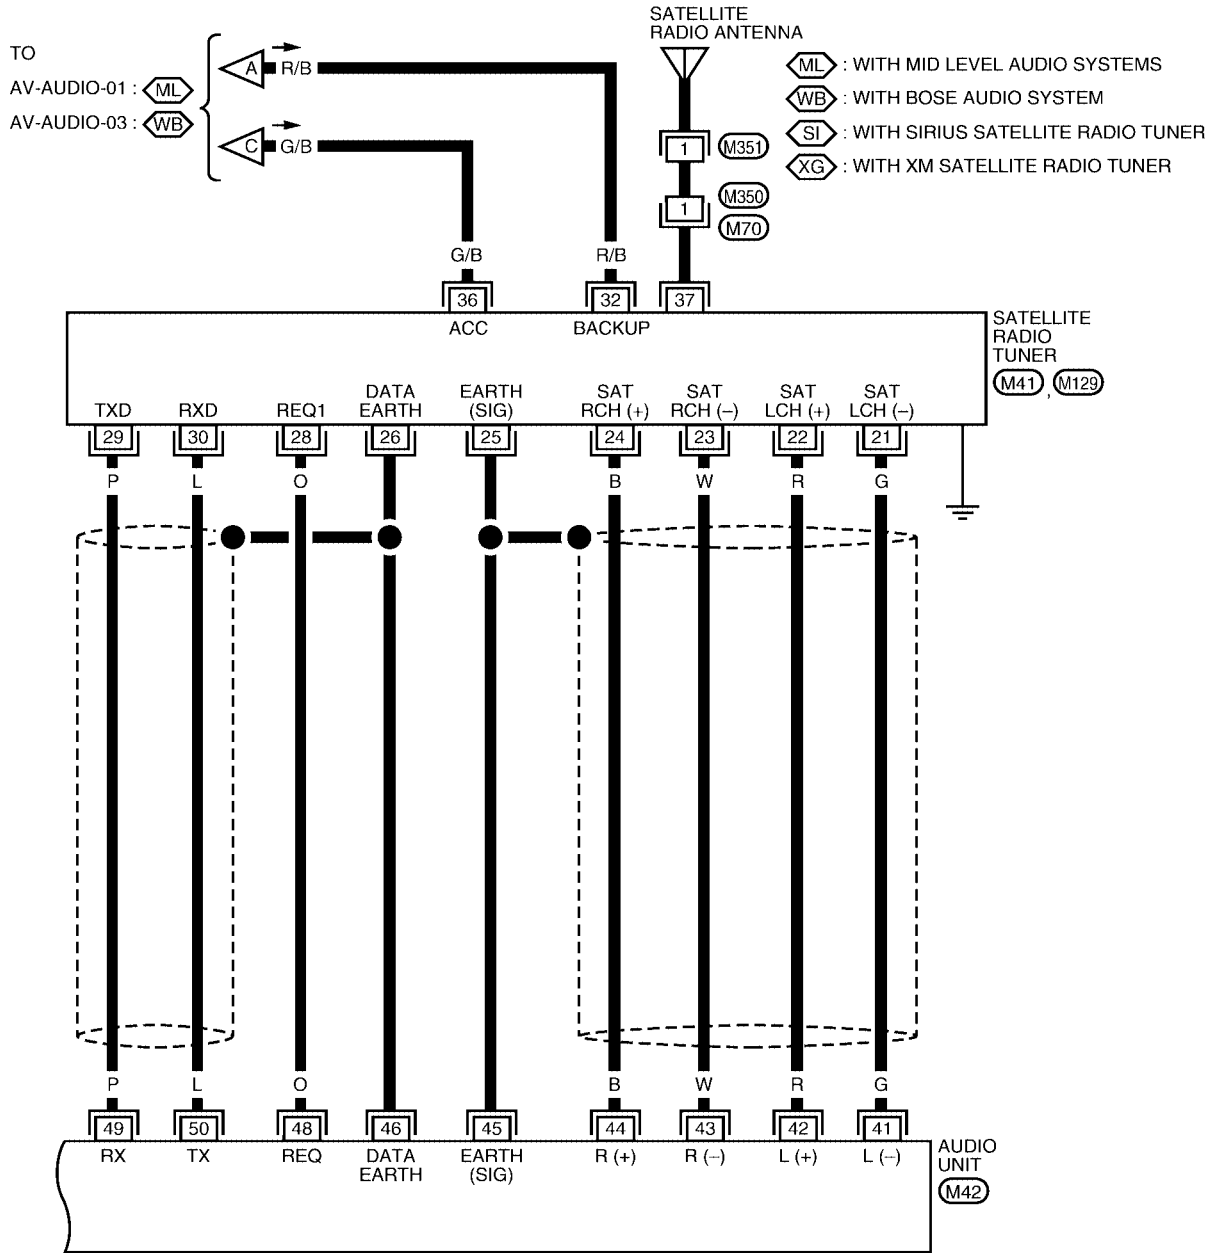 SATELLITE
RADIO ANTENNA
TO
AV-AUDIO-01 : ML
AV-AUDIO-03 : WB
A R/B
C G/B
1 M351
1 M350
M70
ML : WITH MID LEVEL AUDIO SYSTEMS
WB : WITH BOSE AUDIO SYSTEM
SI : WITH SIRIUS SATELLITE RADIO TUNER
XG : WITH XM SATELLITE RADIO TUNER
G/B R/B
36 32 37
ACC BACKUP
SATELLITE
RADIO
TUNER
M41 , M129
TXD RXD REQ1 DATA
EARTH EARTH
(SIG) SAT
RCH (+) SAT
RCH (–) SAT
LCH (+) SAT
LCH (–)
29 30 28 26 25 24 23 22 21
P L O B W R G
P L O B W R G
49 50 48 46 45 44 43 42 41
RX TX REQ DATA
EARTH EARTH
(SIG) R (+) R (–) L (+) L (–)
AUDIO
UNIT
M42